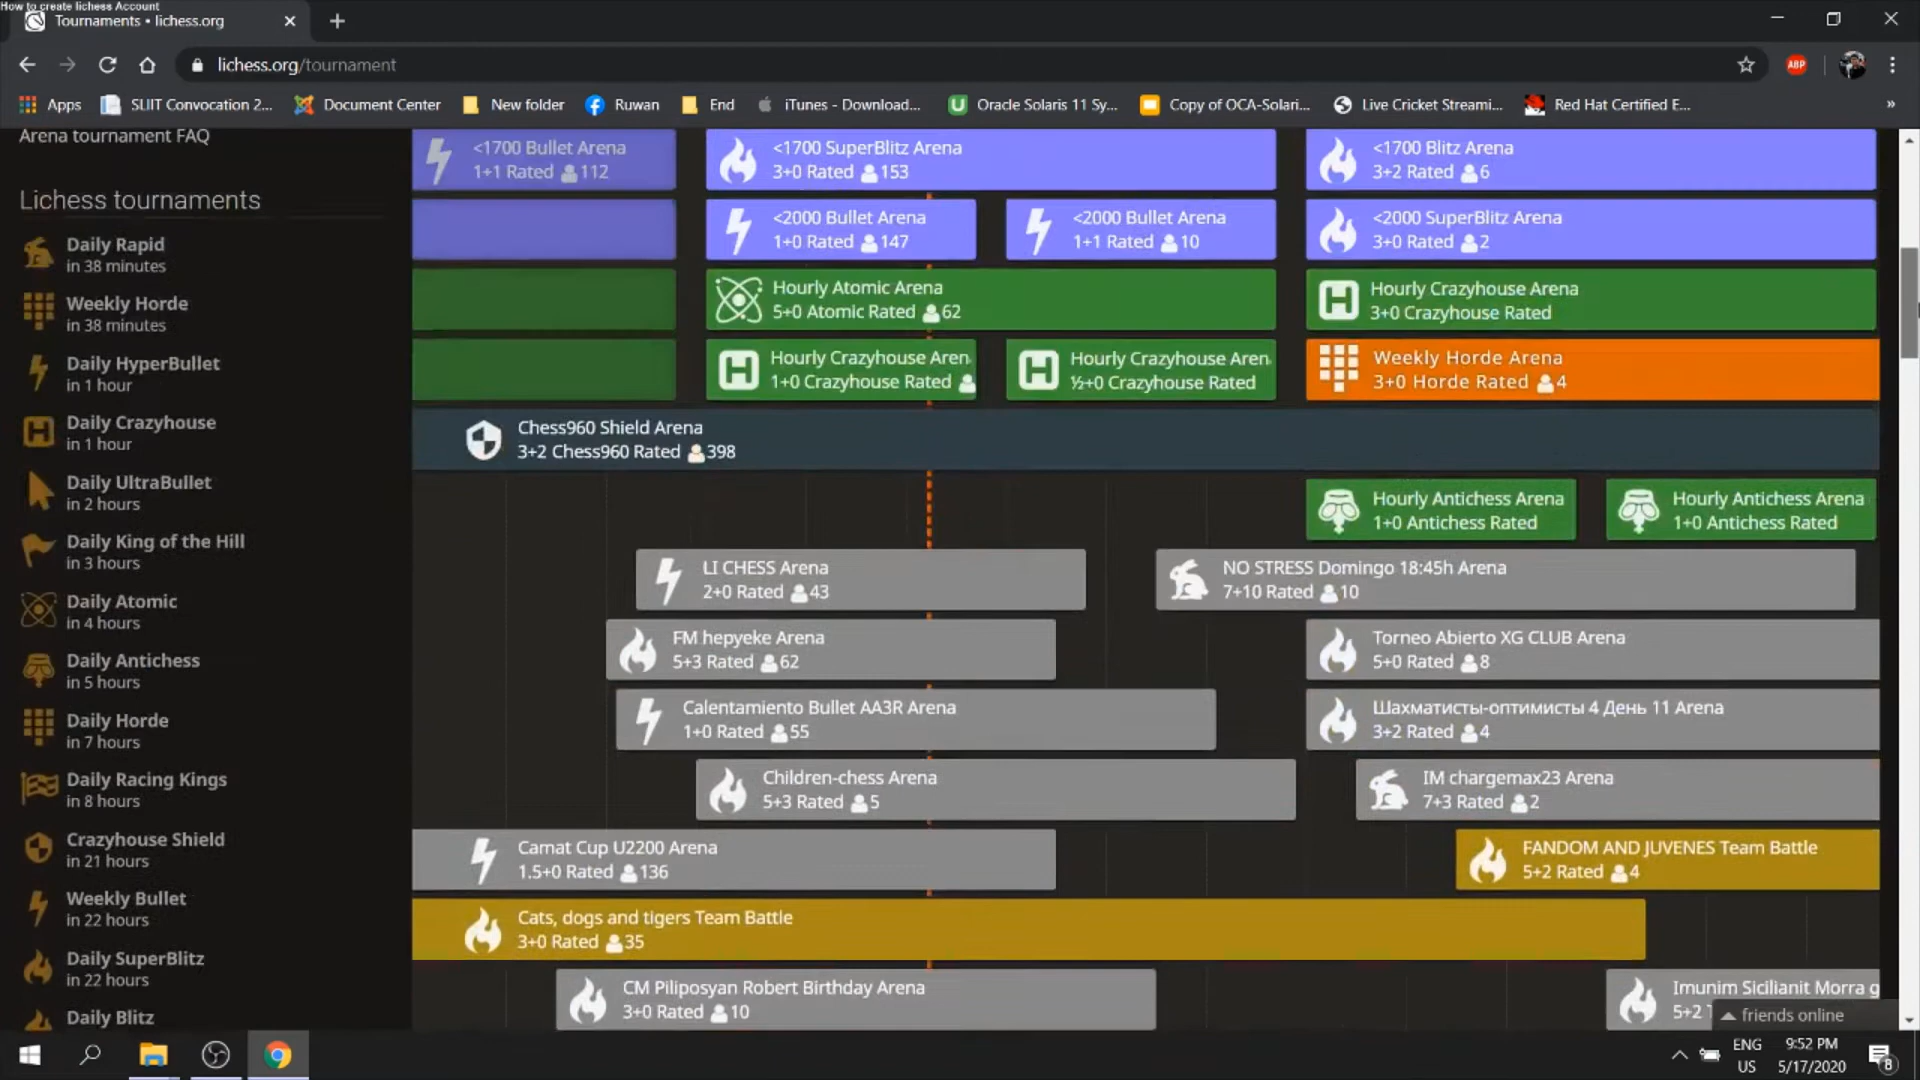 How to create lichess Account
Tournaments • lichess.org
lichess.org/tournament
Apps
SLIIT Convocation 2...
Document Center
New folder
Ruwan
End
iTunes - Download...
Oracle Solaris 11 Sy...
Copy of OCA-Solari...
Live Cricket Streami...
Red Hat Certified E...
»
ABP
Arena tournament FAQ
Lichess tournaments
Daily Rapid
in 38 minutes
Weekly Horde
in 38 minutes
Daily HyperBullet
in 1 hour
Daily Crazyhouse
in 1 hour
Daily UltraBullet
in 2 hours
Daily King of the Hill
in 3 hours
Daily Atomic
in 4 hours
Daily Antichess
in 5 hours
Daily Horde
in 7 hours
Daily Racing Kings
in 8 hours
Crazyhouse Shield
in 21 hours
Weekly Bullet
in 22 hours
Daily SuperBlitz
in 22 hours
Daily Blitz
<1700 Bullet Arena
1+1 Rated 112
<1700 SuperBlitz Arena
3+0 Rated 153
<1700 Blitz Arena
3+2 Rated 6
<2000 Bullet Arena
1+0 Rated 147
<2000 Bullet Arena
1+1 Rated 10
<2000 SuperBlitz Arena
3+0 Rated 2
Hourly Atomic Arena
5+0 Atomic Rated 62
Hourly Crazyhouse Arena
3+0 Crazyhouse Rated
Hourly Crazyhouse Aren
1+0 Crazyhouse Rated
Hourly Crazyhouse Aren
½+0 Crazyhouse Rated
Weekly Horde Arena
3+0 Horde Rated 4
Chess960 Shield Arena
3+2 Chess960 Rated 398
Hourly Antichess Arena
1+0 Antichess Rated
Hourly Antichess Arena
1+0 Antichess Rated
LI CHESS Arena
2+0 Rated 43
NO STRESS Domingo 18:45h Arena
7+10 Rated 10
FM hepyeke Arena
5+3 Rated 62
Torneo Abierto XG CLUB Arena
5+0 Rated 8
Calentamiento Bullet AA3R Arena
1+0 Rated 55
Шахматисты-оптимисты 4 День 11 Arena
3+2 Rated 4
Children-chess Arena
5+3 Rated 5
IM chargemax23 Arena
7+3 Rated 2
Camat Cup U2200 Arena
1.5+0 Rated 136
FANDOM AND JUVENES Team Battle
5+2 Rated 4
Cats, dogs and tigers Team Battle
3+0 Rated 35
CM Piliposyan Robert Birthday Arena
3+0 Rated 10
Imunim Sicilianit Morra g
5+2
friends online
ENG
US
9:52 PM
5/17/2020
8